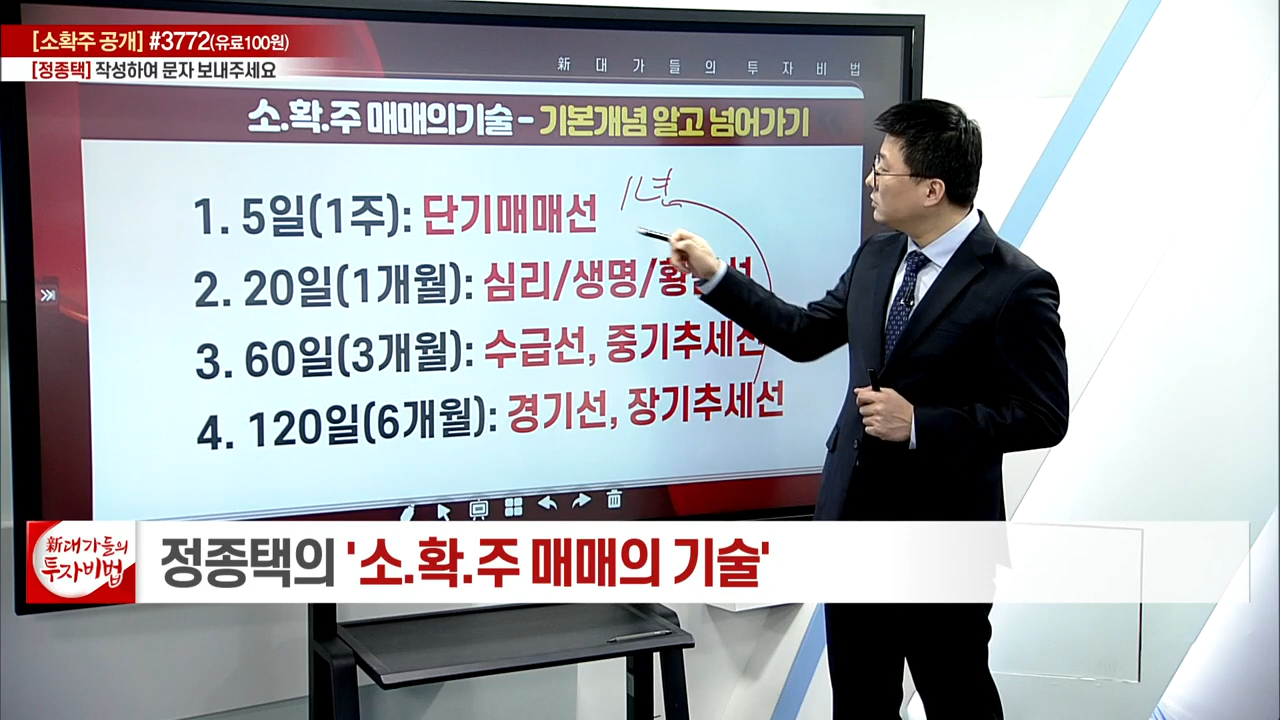 [소확주 공개] #3772(유료100원)
[정종택] 작성하여 문자 보내주세요
新 대 가 들 의 투 자 비 법
소.확.주 매매의기술 - 기본개념 알고 넘어가기
1. 5일(1주): 단기매매선
1년
2. 20일(1개월): 심리/생명/황
3. 60일(3개월): 수급선, 중기추세선
4. 120일(6개월): 경기선, 장기추세선
新대가들의
투자비법
정종택의 '소.확.주 매매의 기술'